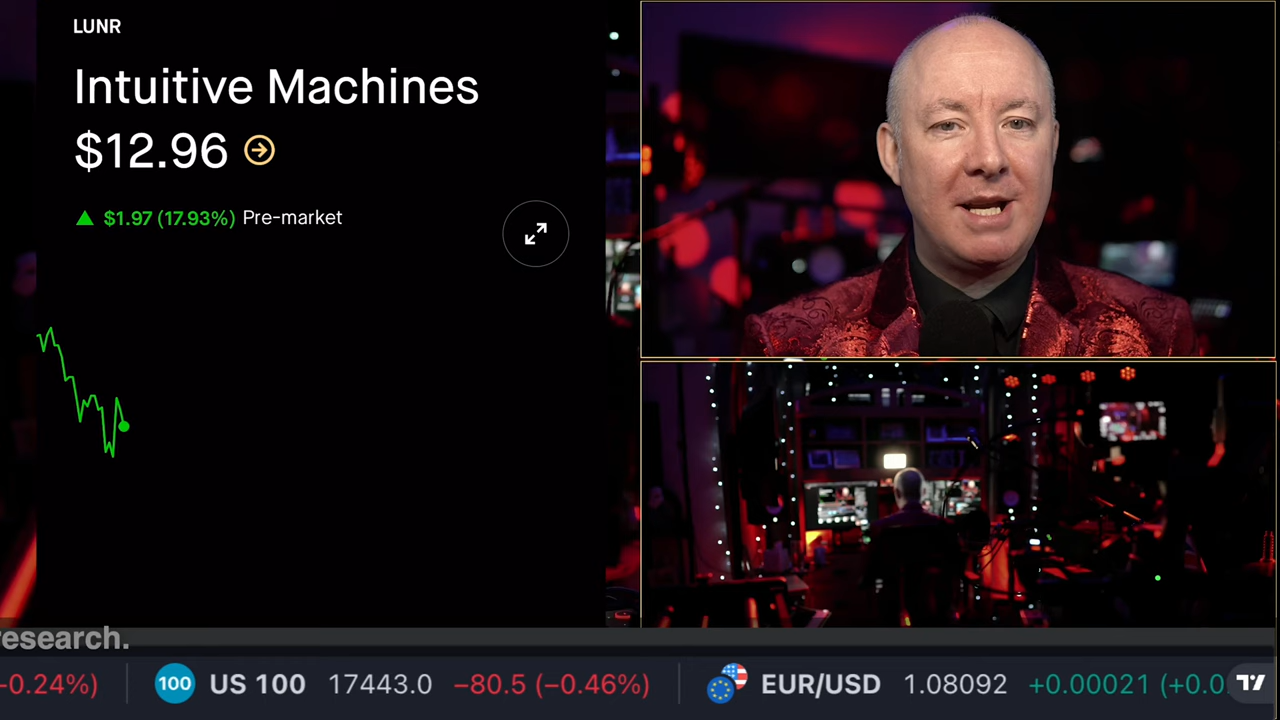 LUNR
Intuitive Machines
$12.96
$1.97 (17.93%) Pre-market
research.
-0.24%) 100 US 100 17443.0 −80.5 (−0.46%) EUR/USD 1.08092 +0.00021 (+0.0